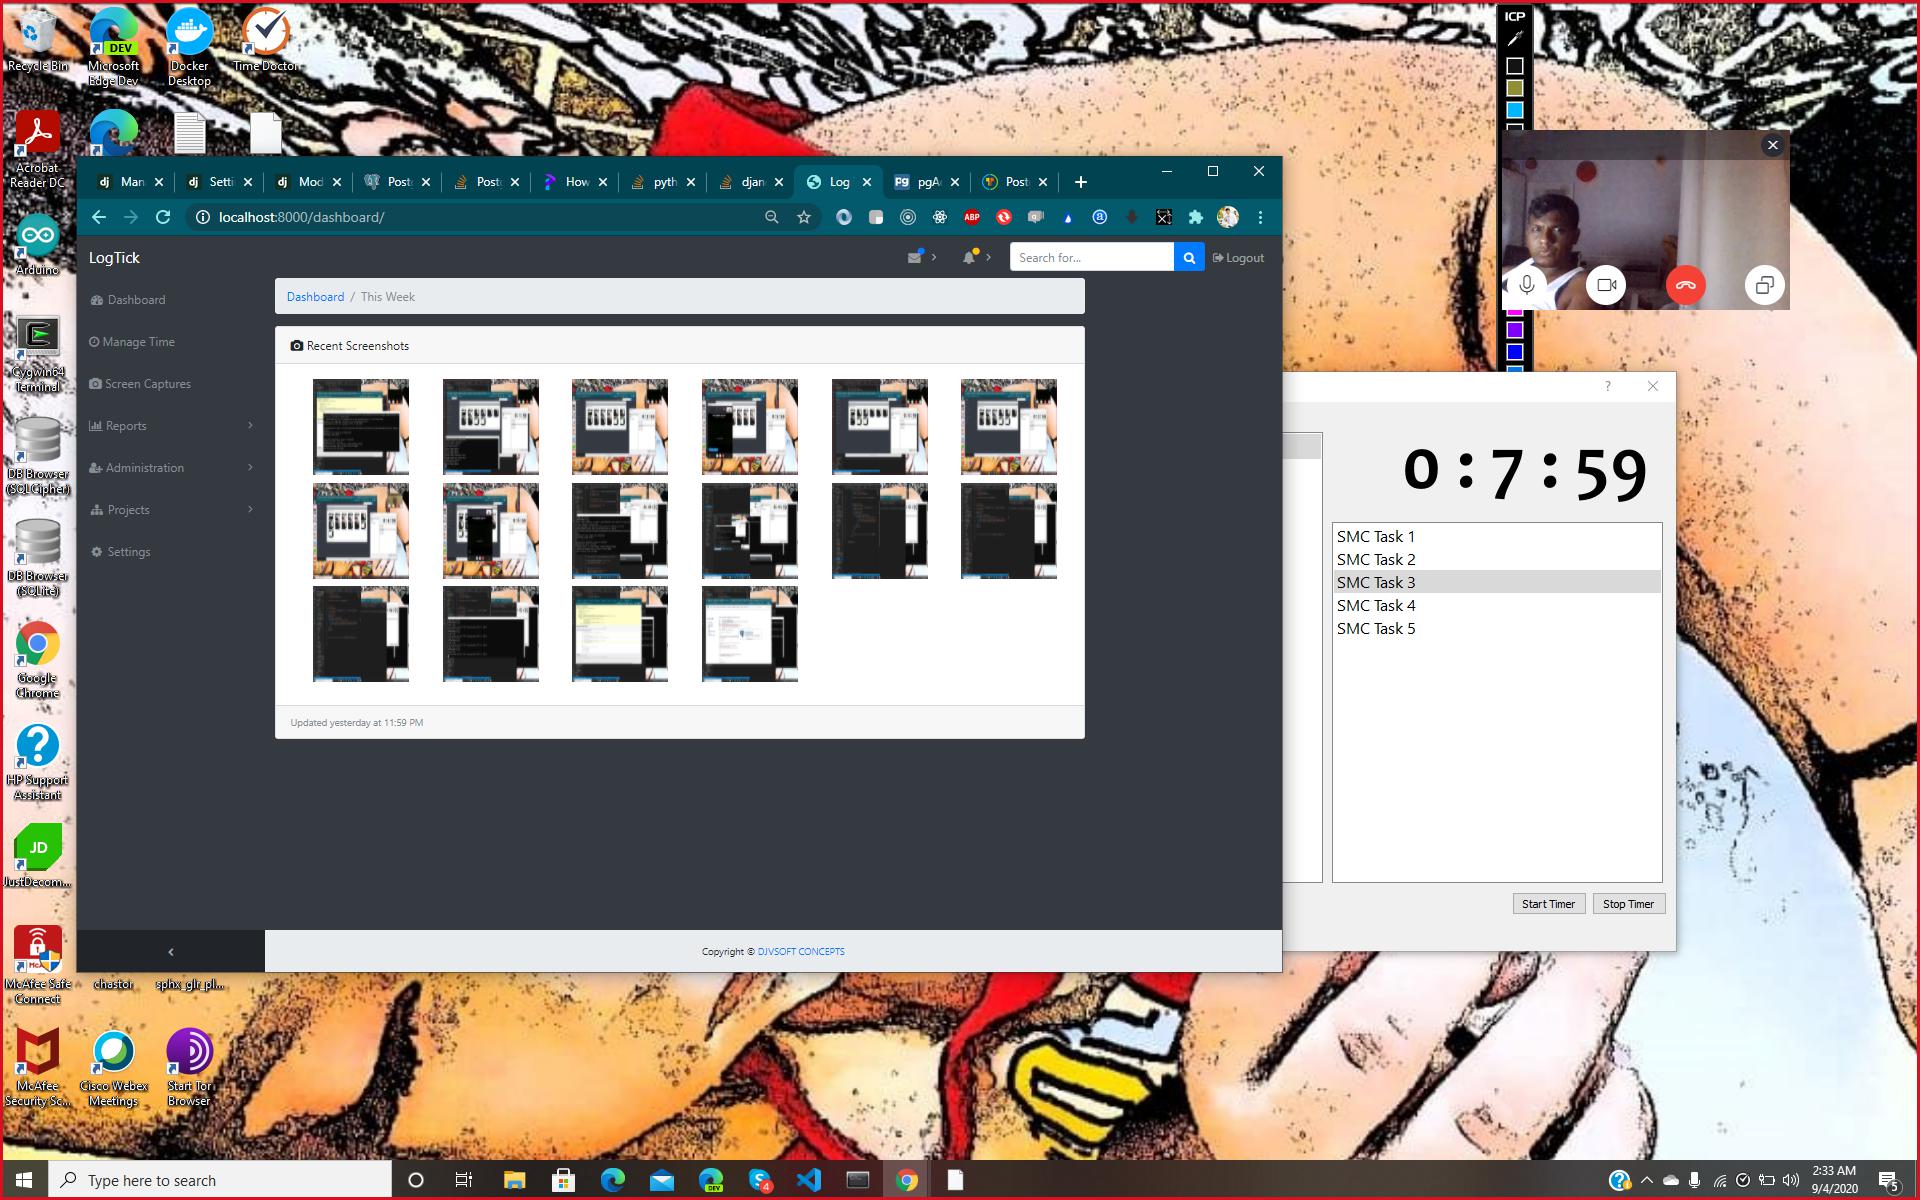 Recycle Bin
Microsoft Edge Dev
DEV
Docker Desktop
Time Doctor
ICP
Acrobat Reader DC
Arduino
Cygwin64 Terminal
DB Browser (SQLCipher)
DB Browser (SQLite)
Google Chrome
HP Support Assistant
JD
JustDecom...
McAfee Safe Connect
chastor
sphx_glr_pl...
McAfee Security Sc...
Cisco Webex Meetings
Start Tor Browser
dj Man
dj Setti
dj Mod
Post
Post
How
pyth
djan
Log
pg pgA
Post
localhost:8000/dashboard/
ABP
LogTick
Search for...
Logout
Dashboard
Manage Time
Screen Captures
Reports
Administration
Projects
Settings
Dashboard / This Week
Recent Screenshots
Updated yesterday at 11:59 PM
Copyright © DJVSOFT CONCEPTS
?
0:7:59
SMC Task 1
SMC Task 2
SMC Task 3
SMC Task 4
SMC Task 5
Start Timer
Stop Timer
Type here to search
DEV
4
2:33 AM
9/4/2020
5